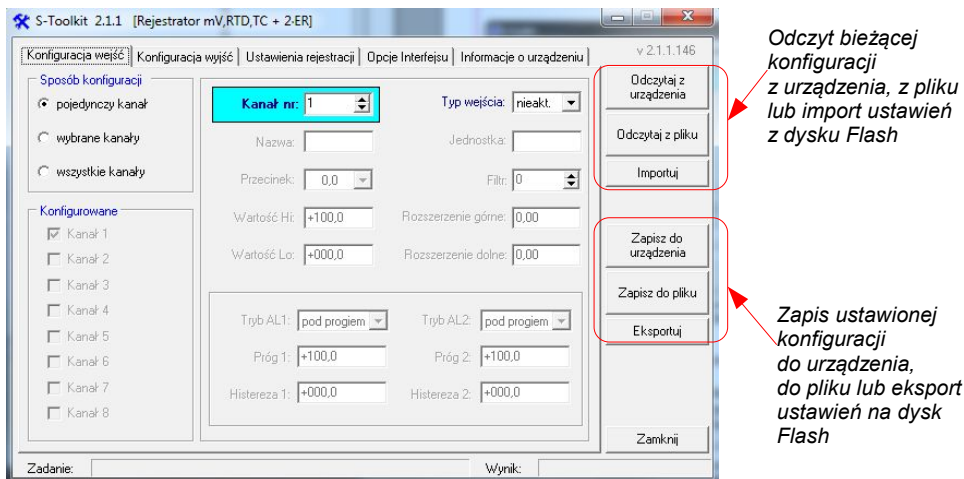 S-Toolkit 2.1.1 [Rejestrator mV,RTD,TC + 2-ER]
Konfiguracja wejść Konfiguracja wyjść Ustawienia rejestracji Opcje Interfejsu Informacje o urządzeniu
v 2.1.1.146
Sposób konfiguracji
pojedynczy kanał
wybrane kanały
wszystkie kanały
Konfigurowane
Kanał 1
Kanał 2
Kanał 3
Kanał 4
Kanał 5
Kanał 6
Kanał 7
Kanał 8
Kanał nr: 1
Typ wejścia: nieakt.
Nazwa:
Jednostka:
Przecinek: 0,0
Filtr: 0
Wartość Hi: +100,0
Rozszerzenie górne: 0,00
Wartość Lo: +000,0
Rozszerzenie dolne: 0,00
Tryb AL1: pod progiem
Tryb AL2: pod progiem
Próg 1: +100,0
Próg 2: +100,0
Histereza 1: +000,0
Histereza 2: +000,0
Odczytaj z
urządzenia
Odczytaj z pliku
Importuj
Zapisz do
urządzenia
Zapisz do pliku
Eksportuj
Zamknij
Zadanie:
Wynik:
Odczyt bieżącej
konfiguracji
z urządzenia, z pliku
lub import ustawień
z dysku Flash
Zapis ustawionej
konfiguracji
do urządzenia,
do pliku lub eksport
ustawień na dysk
Flash